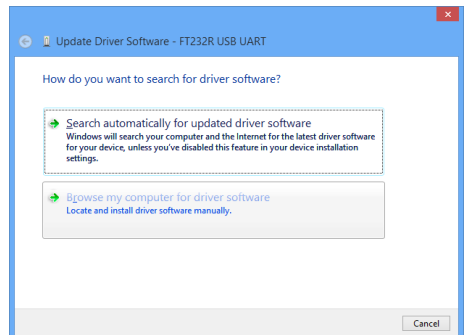 Update Driver Software - FT232R USB UART
How do you want to search for driver software?
Search automatically for updated driver software
Windows will search your computer and the Internet for the latest driver software
for your device, unless you've disabled this feature in your device installation
settings.
Browse my computer for driver software
Locate and install driver software manually.
Cancel